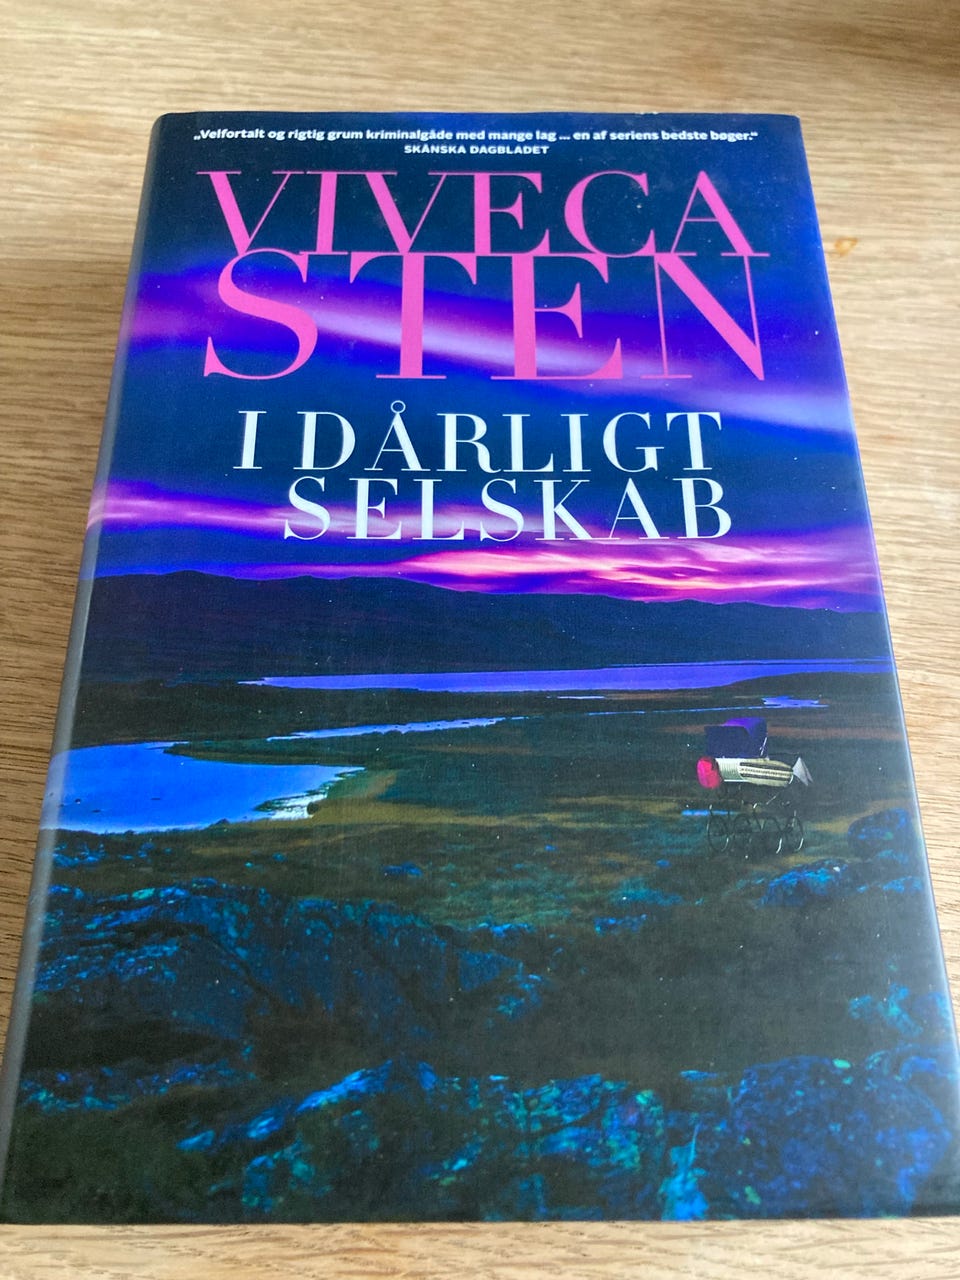 „Velfortalt og rigtig grum kriminalgåde med mange lag ... en af seriens bedste bøger.“
SKÅNSKA DAGBLADET
VIVECA
STEN
I DÅRLIGT
SELSKAB